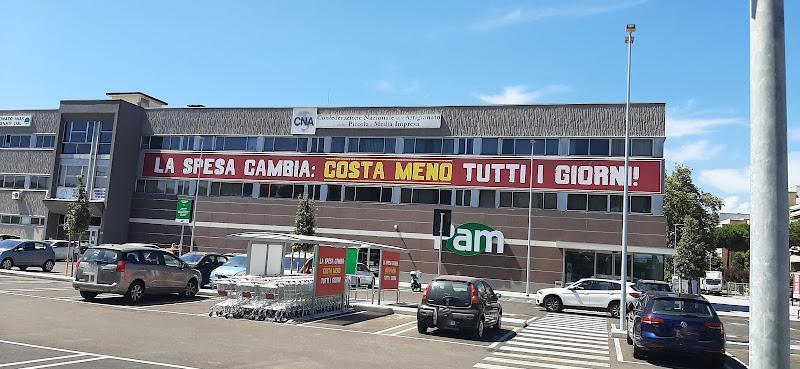 CNA
Confederazione Nazionale dell'Artigianato
Piccola e Media Impresa
LA SPESA CAMBIA: COSTA MENO TUTTI I GIORNI!
Pam
LA SPESA CAMBIA
COSTA MENO
TUTTI I GIORNI